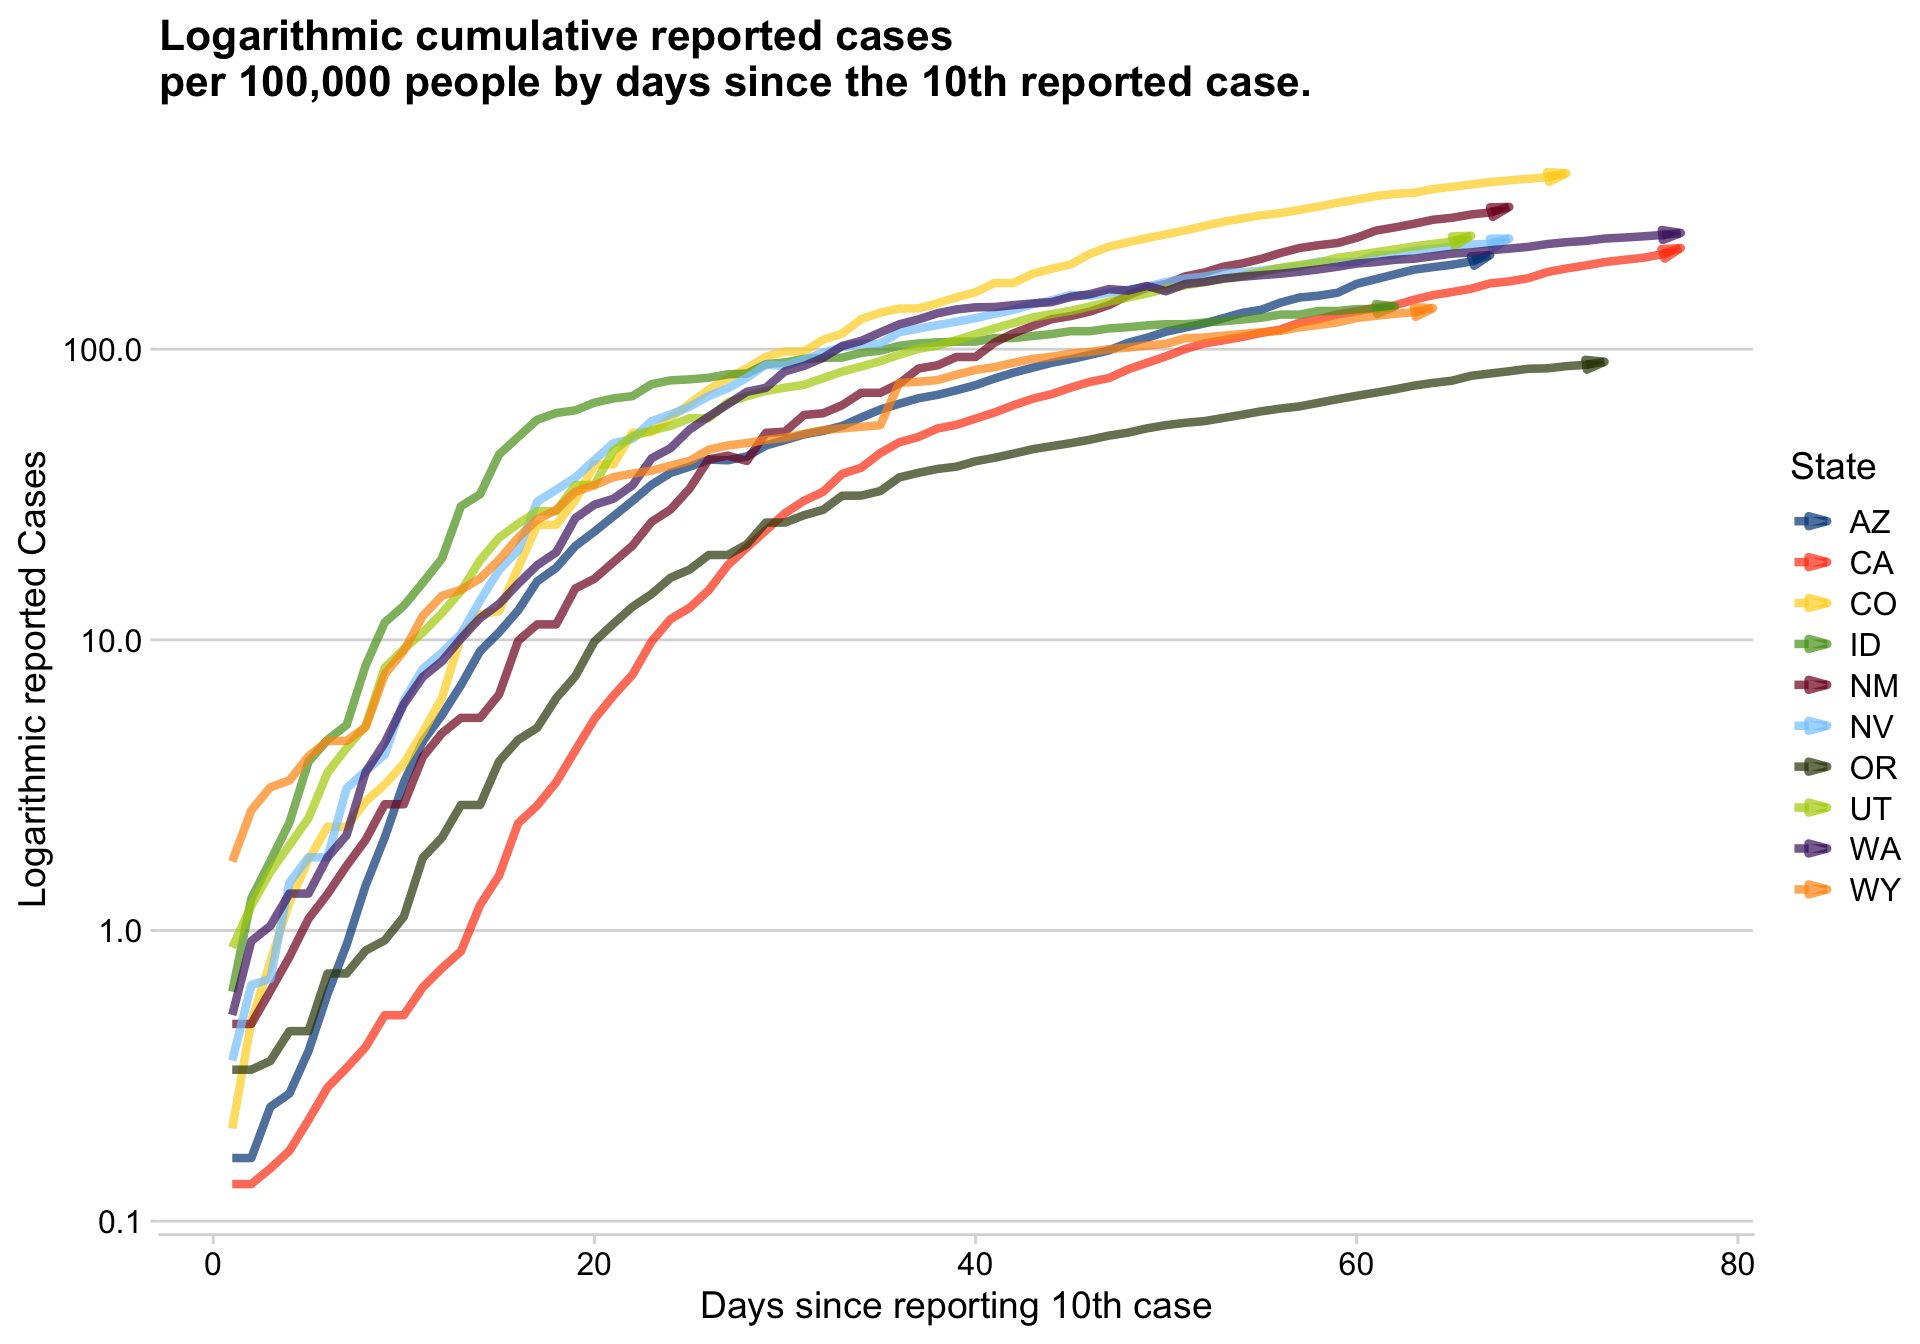 Logarithmic cumulative reported cases
per 100,000 people by days since the 10th reported case.
Logarithmic reported Cases
100.0
10.0
1.0
0.1
0
20
40
60
80
Days since reporting 10th case
State
AZ
CA
CO
ID
NM
NV
OR
UT
WA
WY